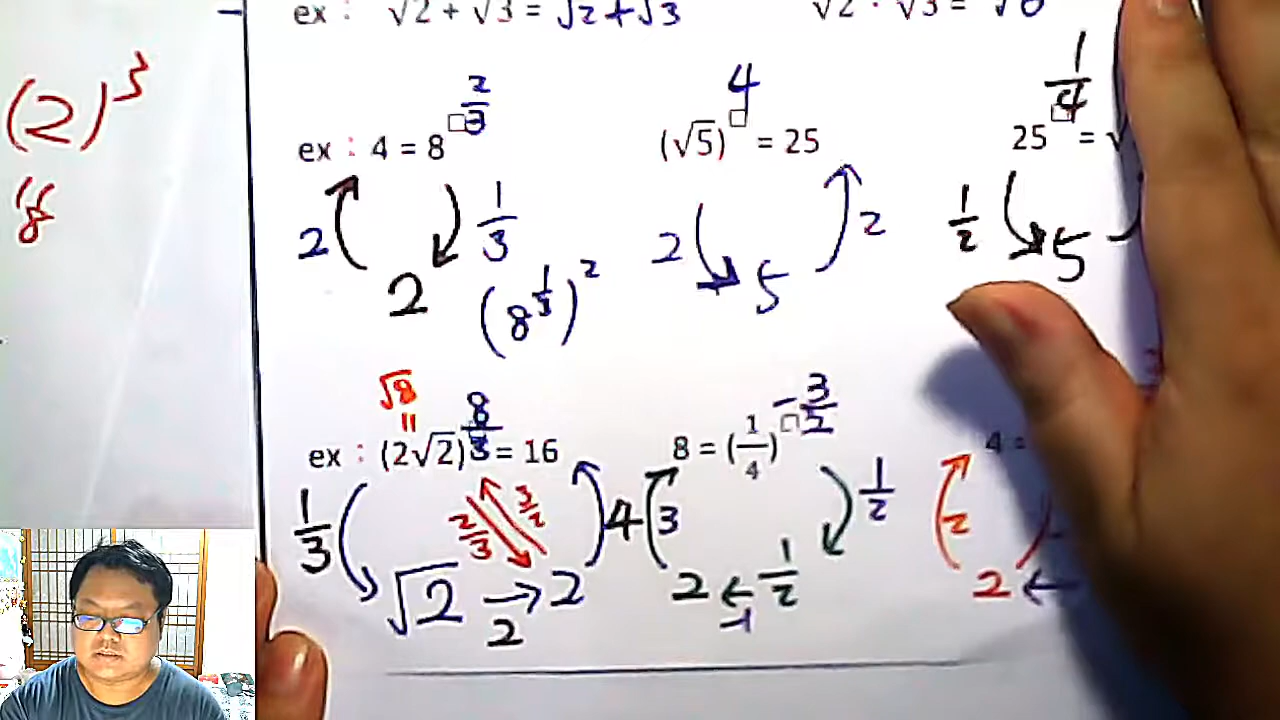 ex : √2 + √3 = √2+√3 √2 · √3 = √6
(2)³
8
ex : 4 = 8^□ 2/3 (√5)^□ 4 = 25 25^□ 1/4 = √
2 1/3 2 2 1/2
2 (8^1/3)² 5 5
√8
=
ex : (2√2)^□ 8/3 = 16 8 = (1/4)^□ -3/2 4 =
1/3 2/3 3/2 4 3 1/2 2
√2 → 2 2 ← 1/2 2 ←
2 -1